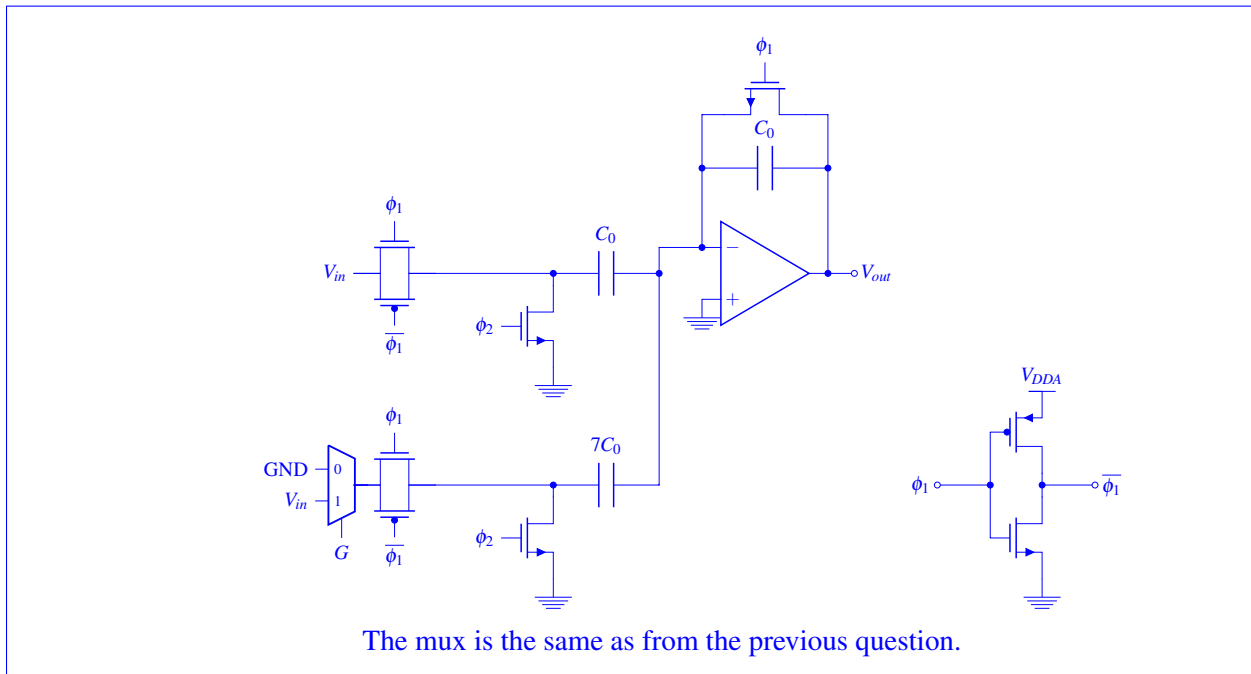 ϕ1
C0
ϕ1
C0
Vin
−
Vout
+
ϕ2
ϕ1
VDDA
ϕ1
7C0
GND
0
ϕ1
ϕ1
Vin
1
ϕ2
G
ϕ1
The mux is the same as from the previous question.